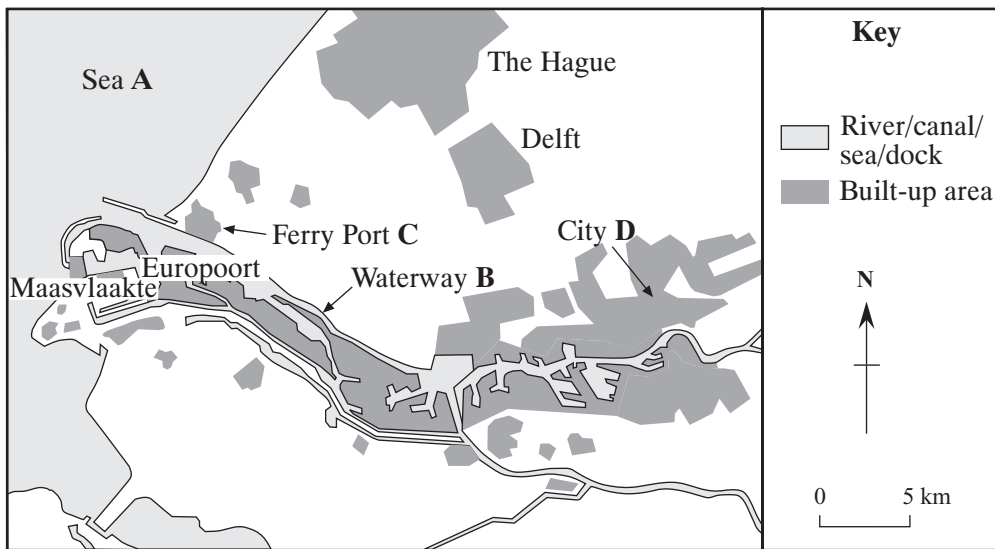 Sea A
The Hague
Delft
Ferry Port C
City D
Europoort
Waterway B
Maasvlaakte
Key
River/canal/
sea/dock
Built-up area
N
0 5 km